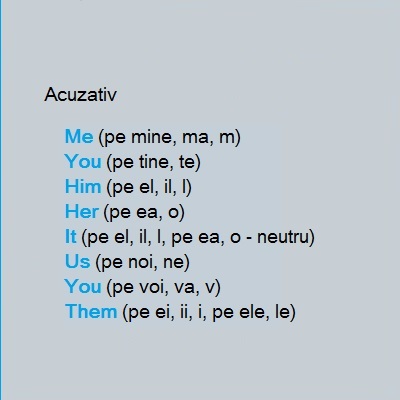 Acuzativ
Me (pe mine, ma, m)
You (pe tine, te)
Him (pe el, il, l)
Her (pe ea, o)
It (pe el, il, l, pe ea, o - neutru)
Us (pe noi, ne)
You (pe voi, va, v)
Them (pe ei, ii, i, pe ele, le)